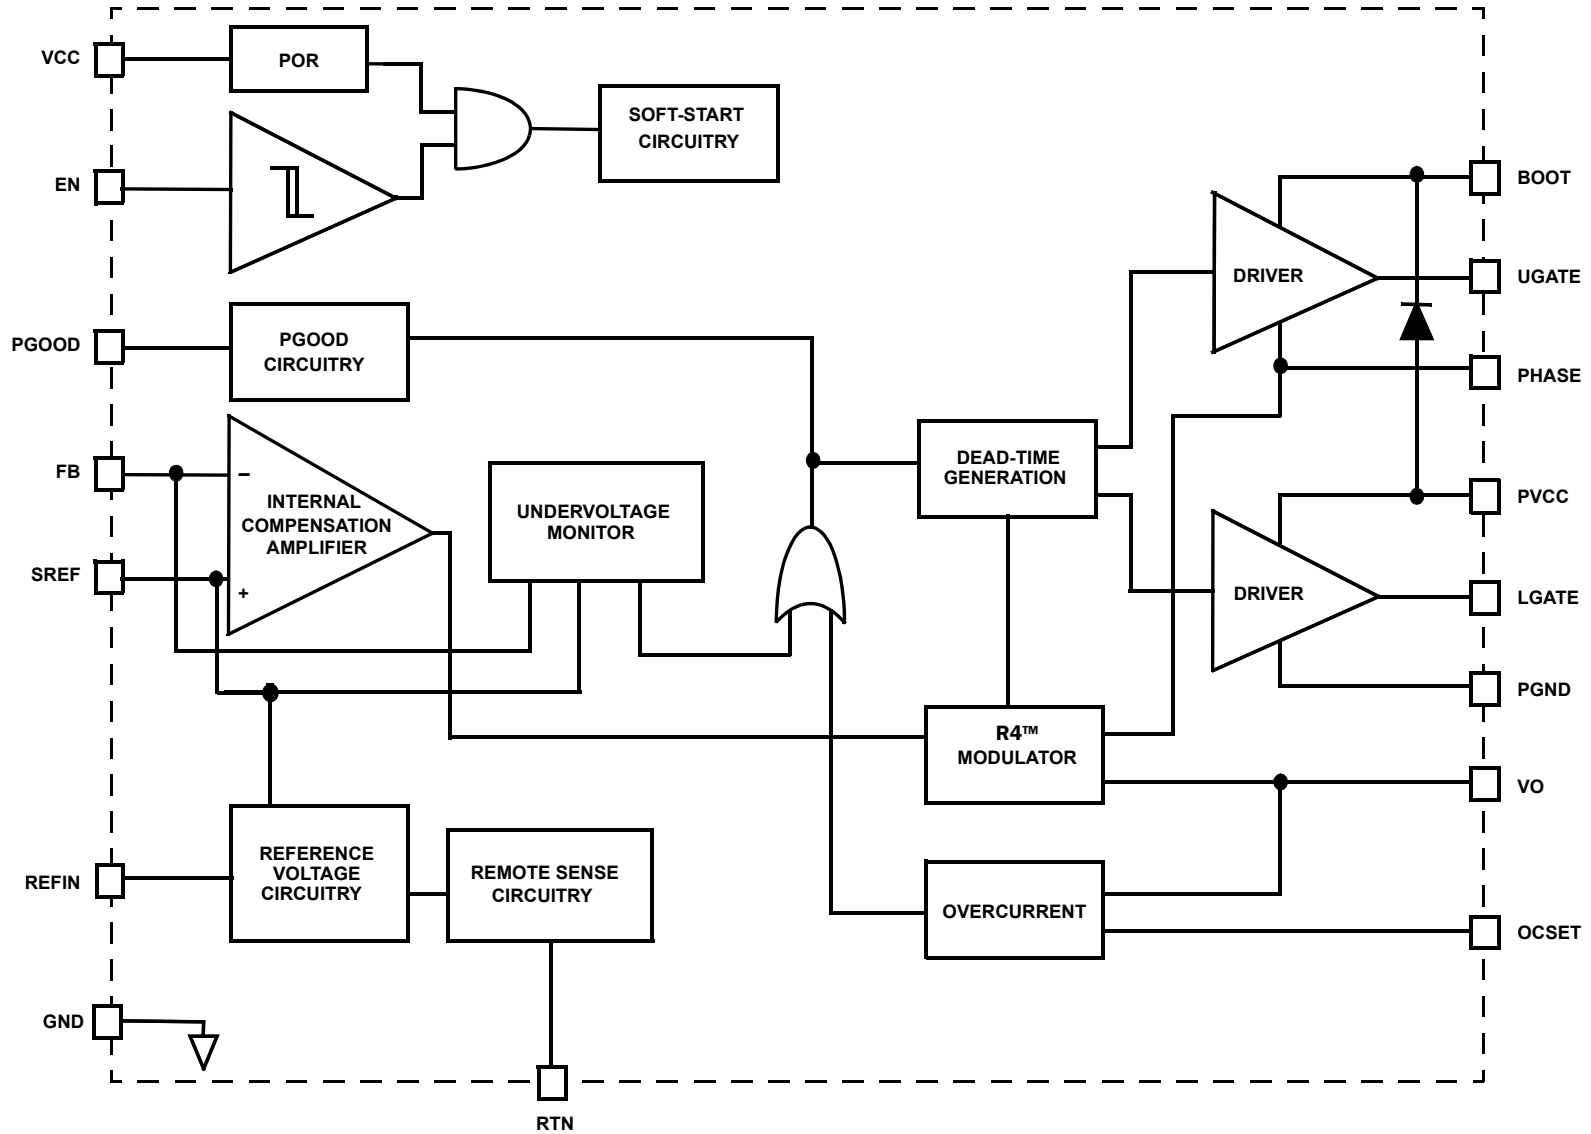 VCC
POR
SOFT-START
CIRCUITRY
EN
BOOT
DRIVER
UGATE
PGOOD
PGOOD
CIRCUITRY
PHASE
FB
–
INTERNAL
COMPENSATION
AMPLIFIER
+
UNDERVOLTAGE
MONITOR
DEAD-TIME
GENERATION
PVCC
SREF
DRIVER
LGATE
PGND
R4™
MODULATOR
VO
REFIN
REFERENCE
VOLTAGE
CIRCUITRY
REMOTE SENSE
CIRCUITRY
OVERCURRENT
OCSET
GND
RTN